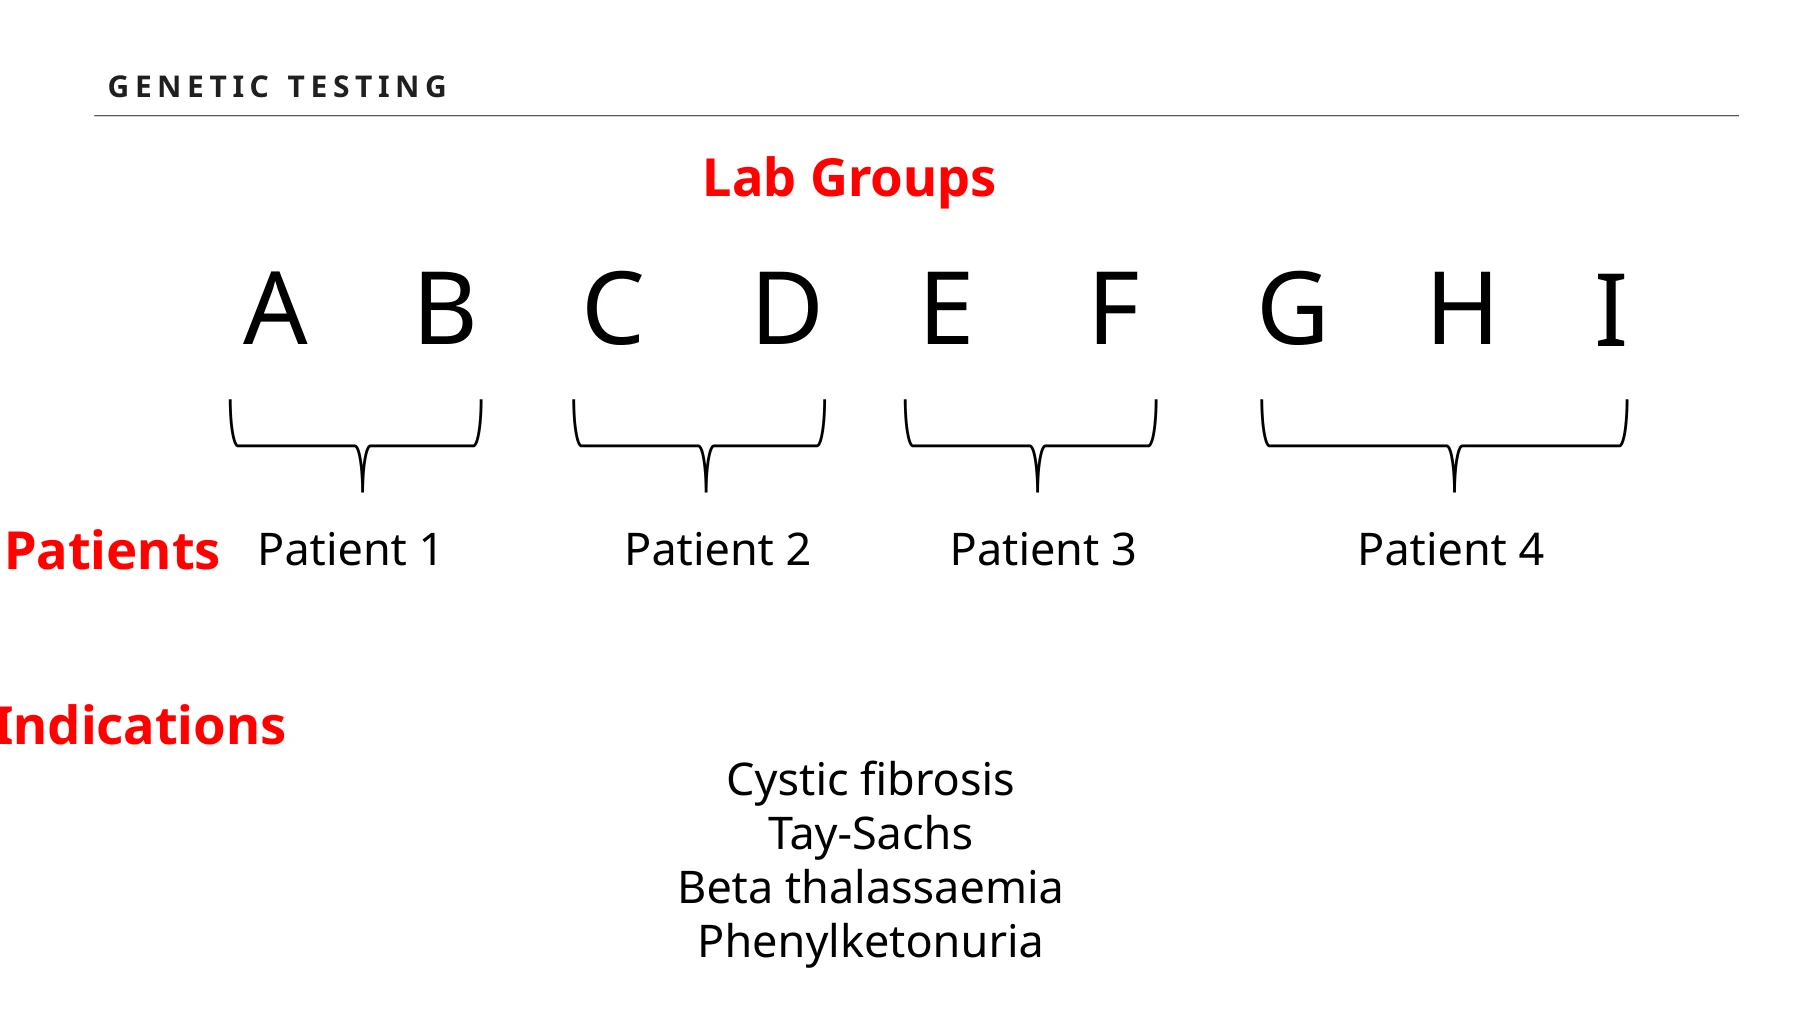 GENETIC TESTING
Lab Groups
A B C D E F G H I
Patients Patient 1 Patient 2 Patient 3 Patient 4
Indications
Cystic fibrosis
Tay-Sachs
Beta thalassaemia
Phenylketonuria